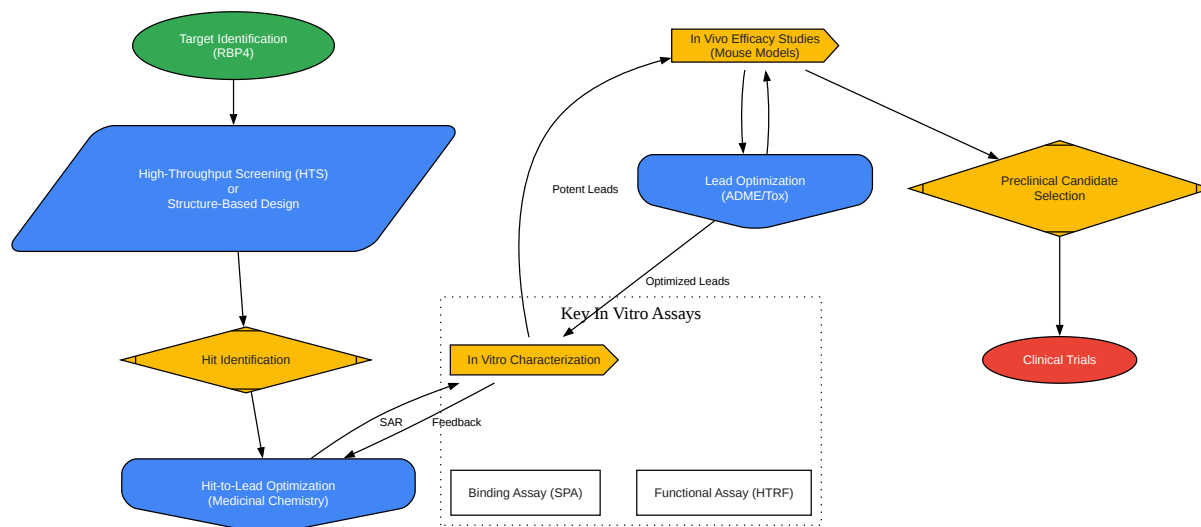 Target Identification
(RBP4)
High-Throughput Screening (HTS)
or
Structure-Based Design
Hit Identification
Hit-to-Lead Optimization
(Medicinal Chemistry)
SAR
Feedback
Key In Vitro Assays
In Vitro Characterization
Binding Assay (SPA)
Functional Assay (HTRF)
Potent Leads
In Vivo Efficacy Studies
(Mouse Models)
Lead Optimization
(ADME/Tox)
Optimized Leads
Preclinical Candidate
Selection
Clinical Trials